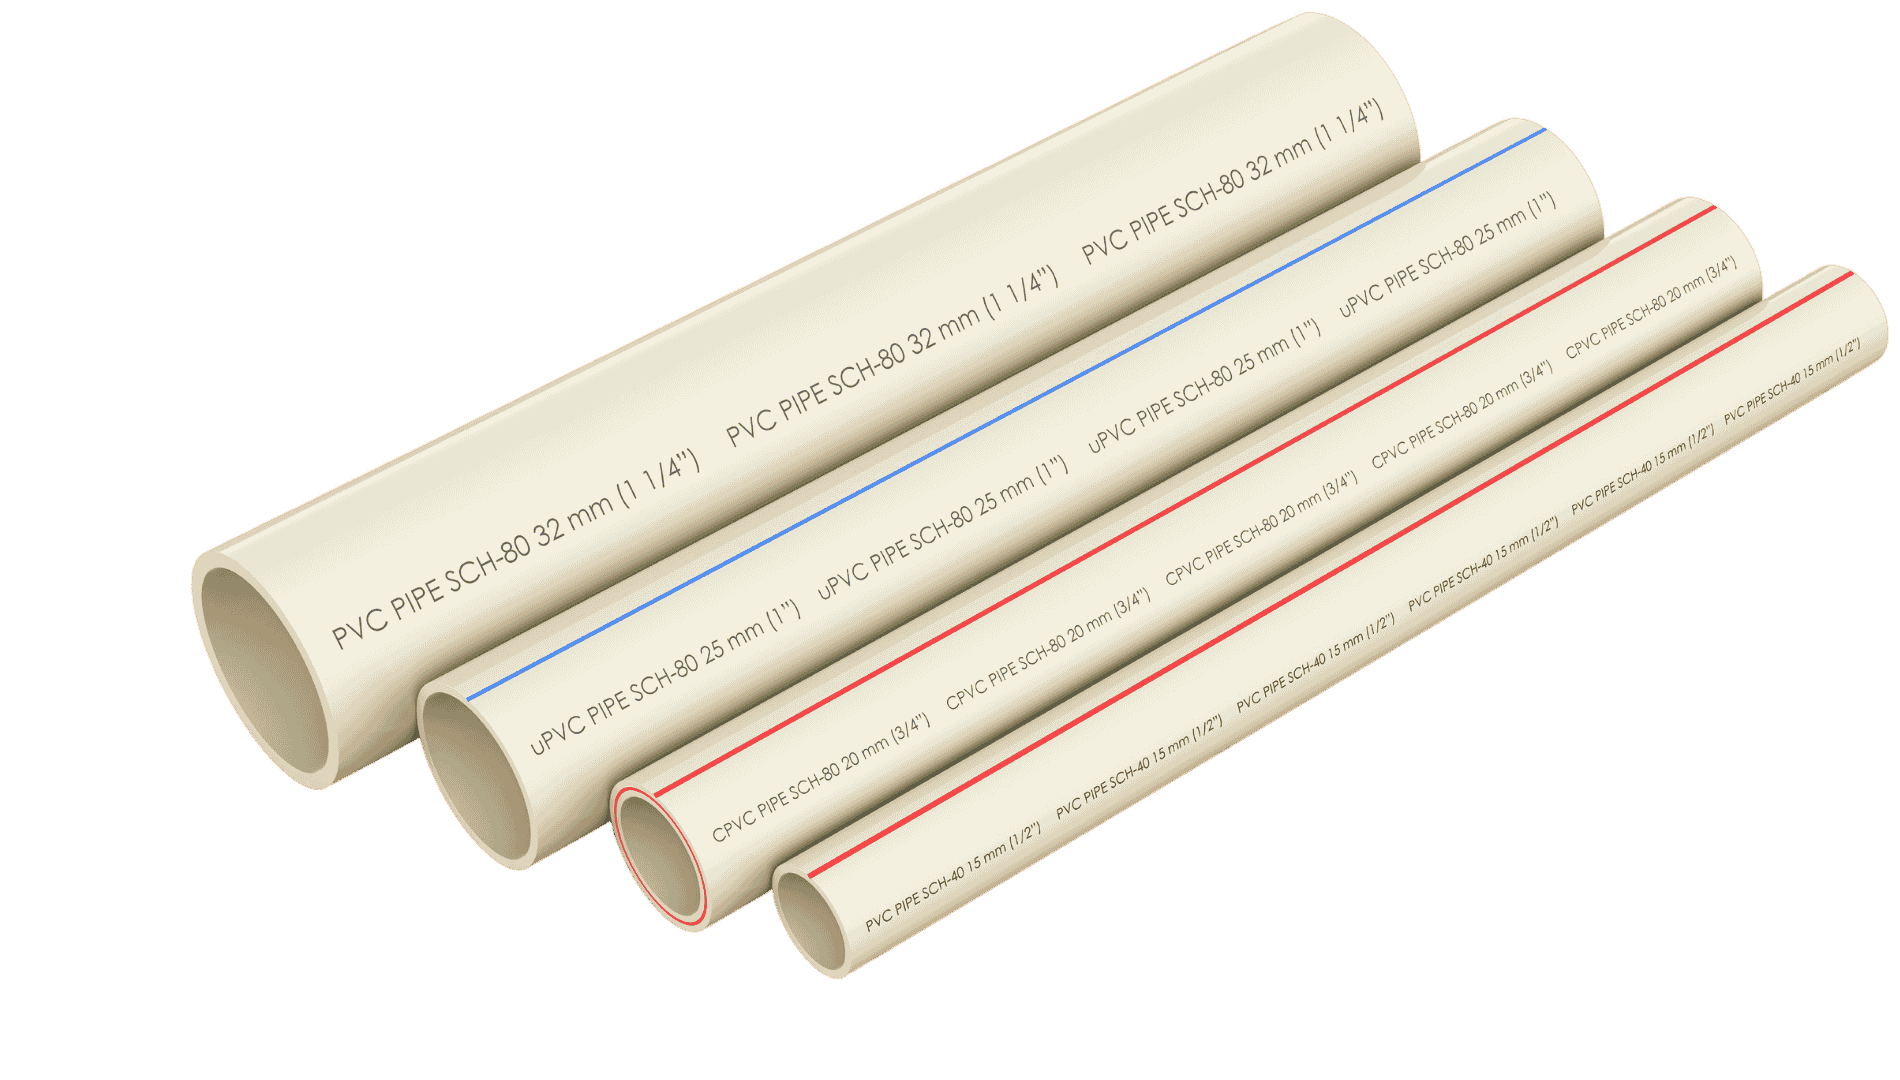 PVC PIPE SCH-80 32 mm (1 1/4") PVC PIPE SCH-80 32 mm (1 1/4") PVC PIPE SCH-80 32 mm (1 1/4")
uPVC PIPE SCH-80 25 mm (1") uPVC PIPE SCH-80 25 mm (1") uPVC PIPE SCH-80 25 mm (1") uPVC PIPE SCH-80 25 mm (1")
CPVC PIPE SCH-80 20 mm (3/4") CPVC PIPE SCH-80 20 mm (3/4") CPVC PIPE SCH-80 20 mm (3/4") CPVC PIPE SCH-80 20 mm (3/4") CPVC PIPE SCH-80 20 mm (3/4")
PVC PIPE SCH-40 15 mm (1/2") PVC PIPE SCH-40 15 mm (1/2") PVC PIPE SCH-40 15 mm (1/2") PVC PIPE SCH-40 15 mm (1/2") PVC PIPE SCH-40 15 mm (1/2") PVC PIPE SCH-40 15 mm (1/2")